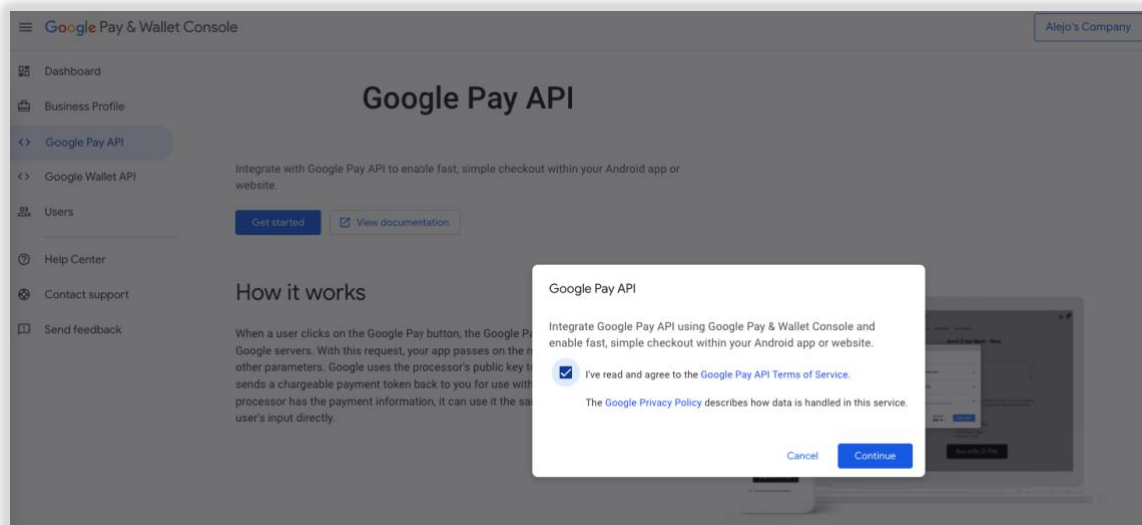 Google Pay & Wallet Console
Alejo's Company
Dashboard
Business Profile
Google Pay API
Google Wallet API
Users
Help Center
Contact support
Send feedback
Google Pay API
Integrate with Google Pay API to enable fast, simple checkout within your Android app or
website.
Get started
View documentation
How it works
When a user clicks on the Google Pay button, the Google
Google servers. With this request, your app passes on the
other parameters. Google uses the processor's public key
sends a chargeable payment token back to you for use with
processor has the payment information, it can use it the
user's input directly.
Google Pay API
Integrate Google Pay API using Google Pay & Wallet Console and
enable fast, simple checkout within your Android app or website.
I've read and agree to the Google Pay API Terms of Service.
The Google Privacy Policy describes how data is handled in this service.
Cancel
Continue